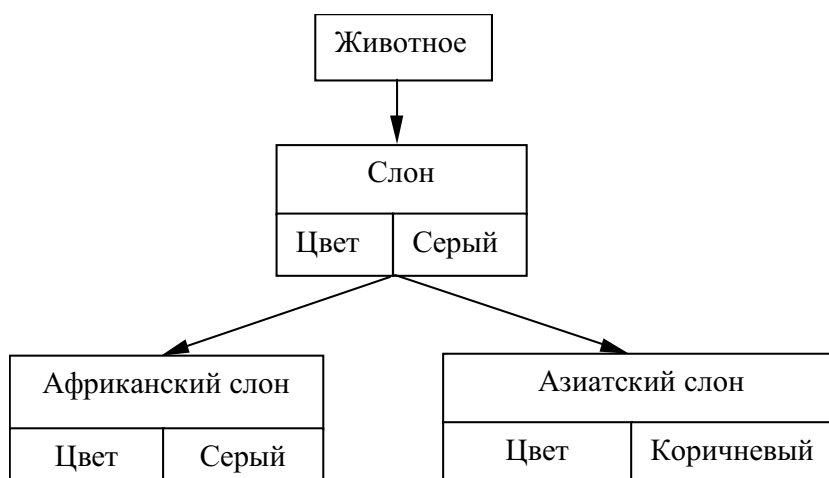 Животное
Слон
Цвет Серый
Африканский слон
Цвет Серый
Азиатский слон
Цвет Коричневый